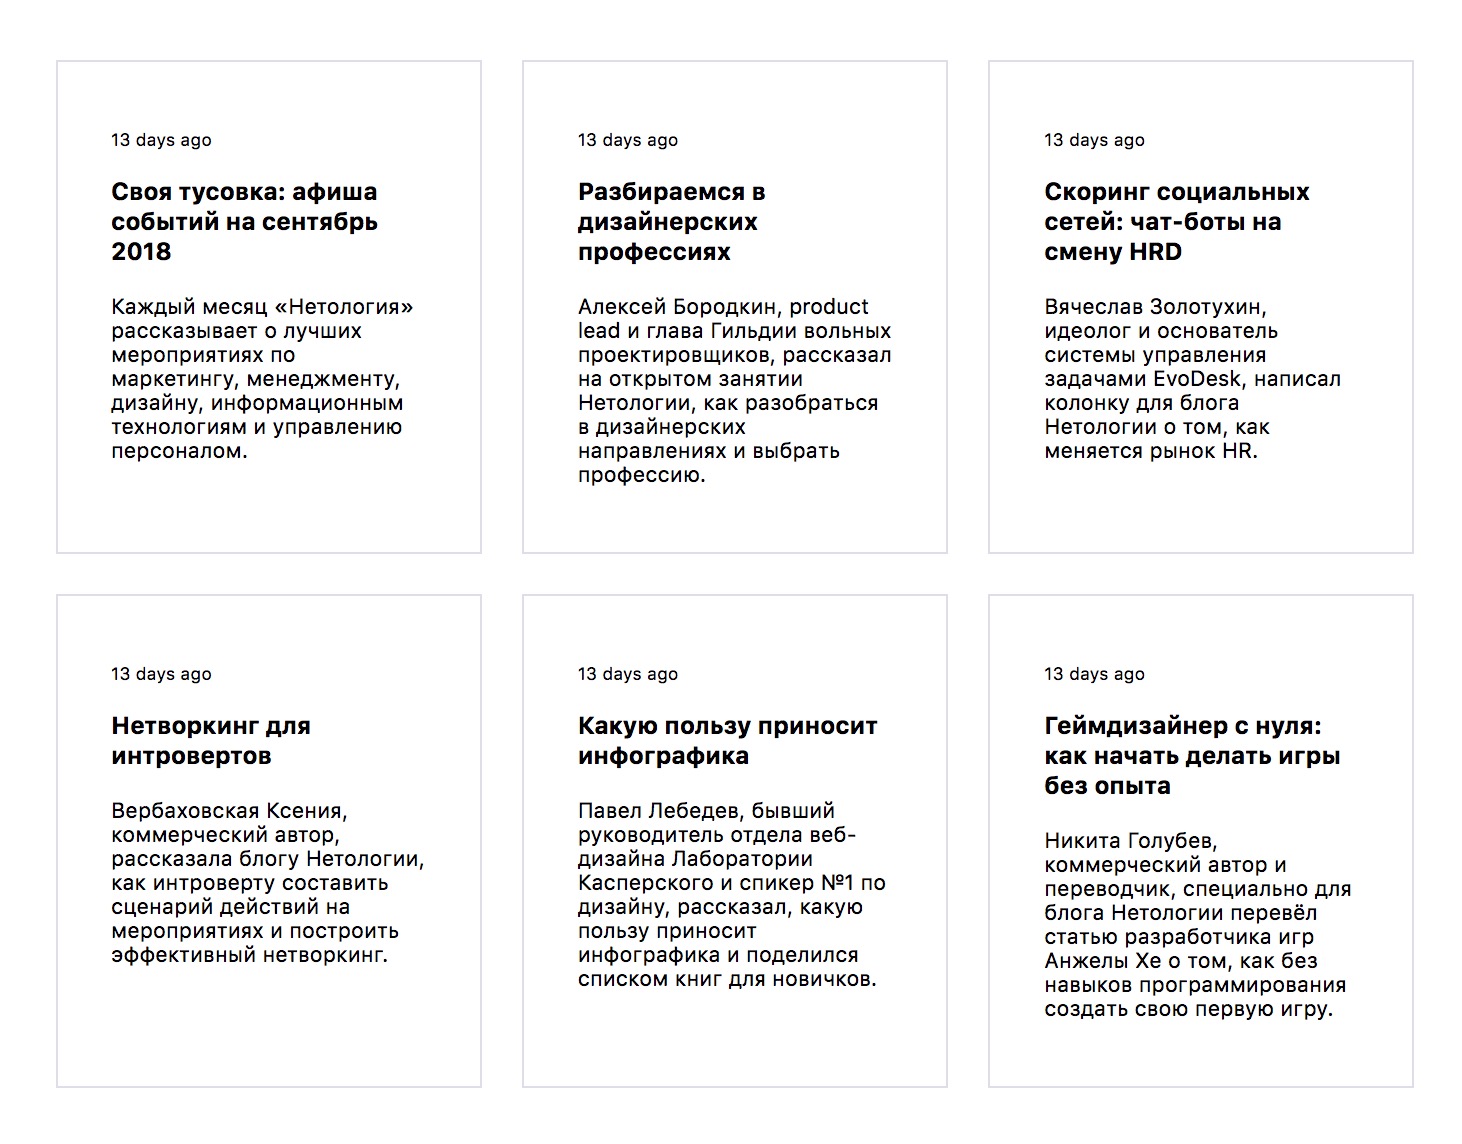 13 days ago
Своя тусовка: афиша
событий на сентябрь
2018
Каждый месяц «Нетология»
рассказывает о лучших
мероприятиях по
маркетингу, менеджменту,
дизайну, информационным
технологиям и управлению
персоналом.
13 days ago
Разбираемся в
дизайнерских
профессиях
Алексей Бородкин, product
lead и глава Гильдии вольных
проектировщиков, рассказал
на открытом занятии
Нетологии, как разобраться
в дизайнерских
направлениях и выбрать
профессию.
13 days ago
Скоринг социальных
сетей: чат-боты на
смену HRD
Вячеслав Золотухин,
идеолог и основатель
системы управления
задачами EvoDesk, написал
колонку для блога
Нетологии о том, как
меняется рынок HR.
13 days ago
Нетворкинг для
интровертов
Вербаховская Ксения,
коммерческий автор,
рассказала блогу Нетологии,
как интроверту составить
сценарий действий на
мероприятиях и построить
эффективный нетворкинг.
13 days ago
Какую пользу приносит
инфографика
Павел Лебедев, бывший
руководитель отдела веб-
дизайна Лаборатории
Касперского и спикер №1 по
дизайну, рассказал, какую
пользу приносит
инфографика и поделился
списком книг для новичков.
13 days ago
Геймдизайнер с нуля:
как начать делать игры
без опыта
Никита Голубев,
коммерческий автор и
переводчик, специально для
блога Нетологии перевёл
статью разработчика игр
Анжелы Хе о том, как без
навыков программирования
создать свою первую игру.